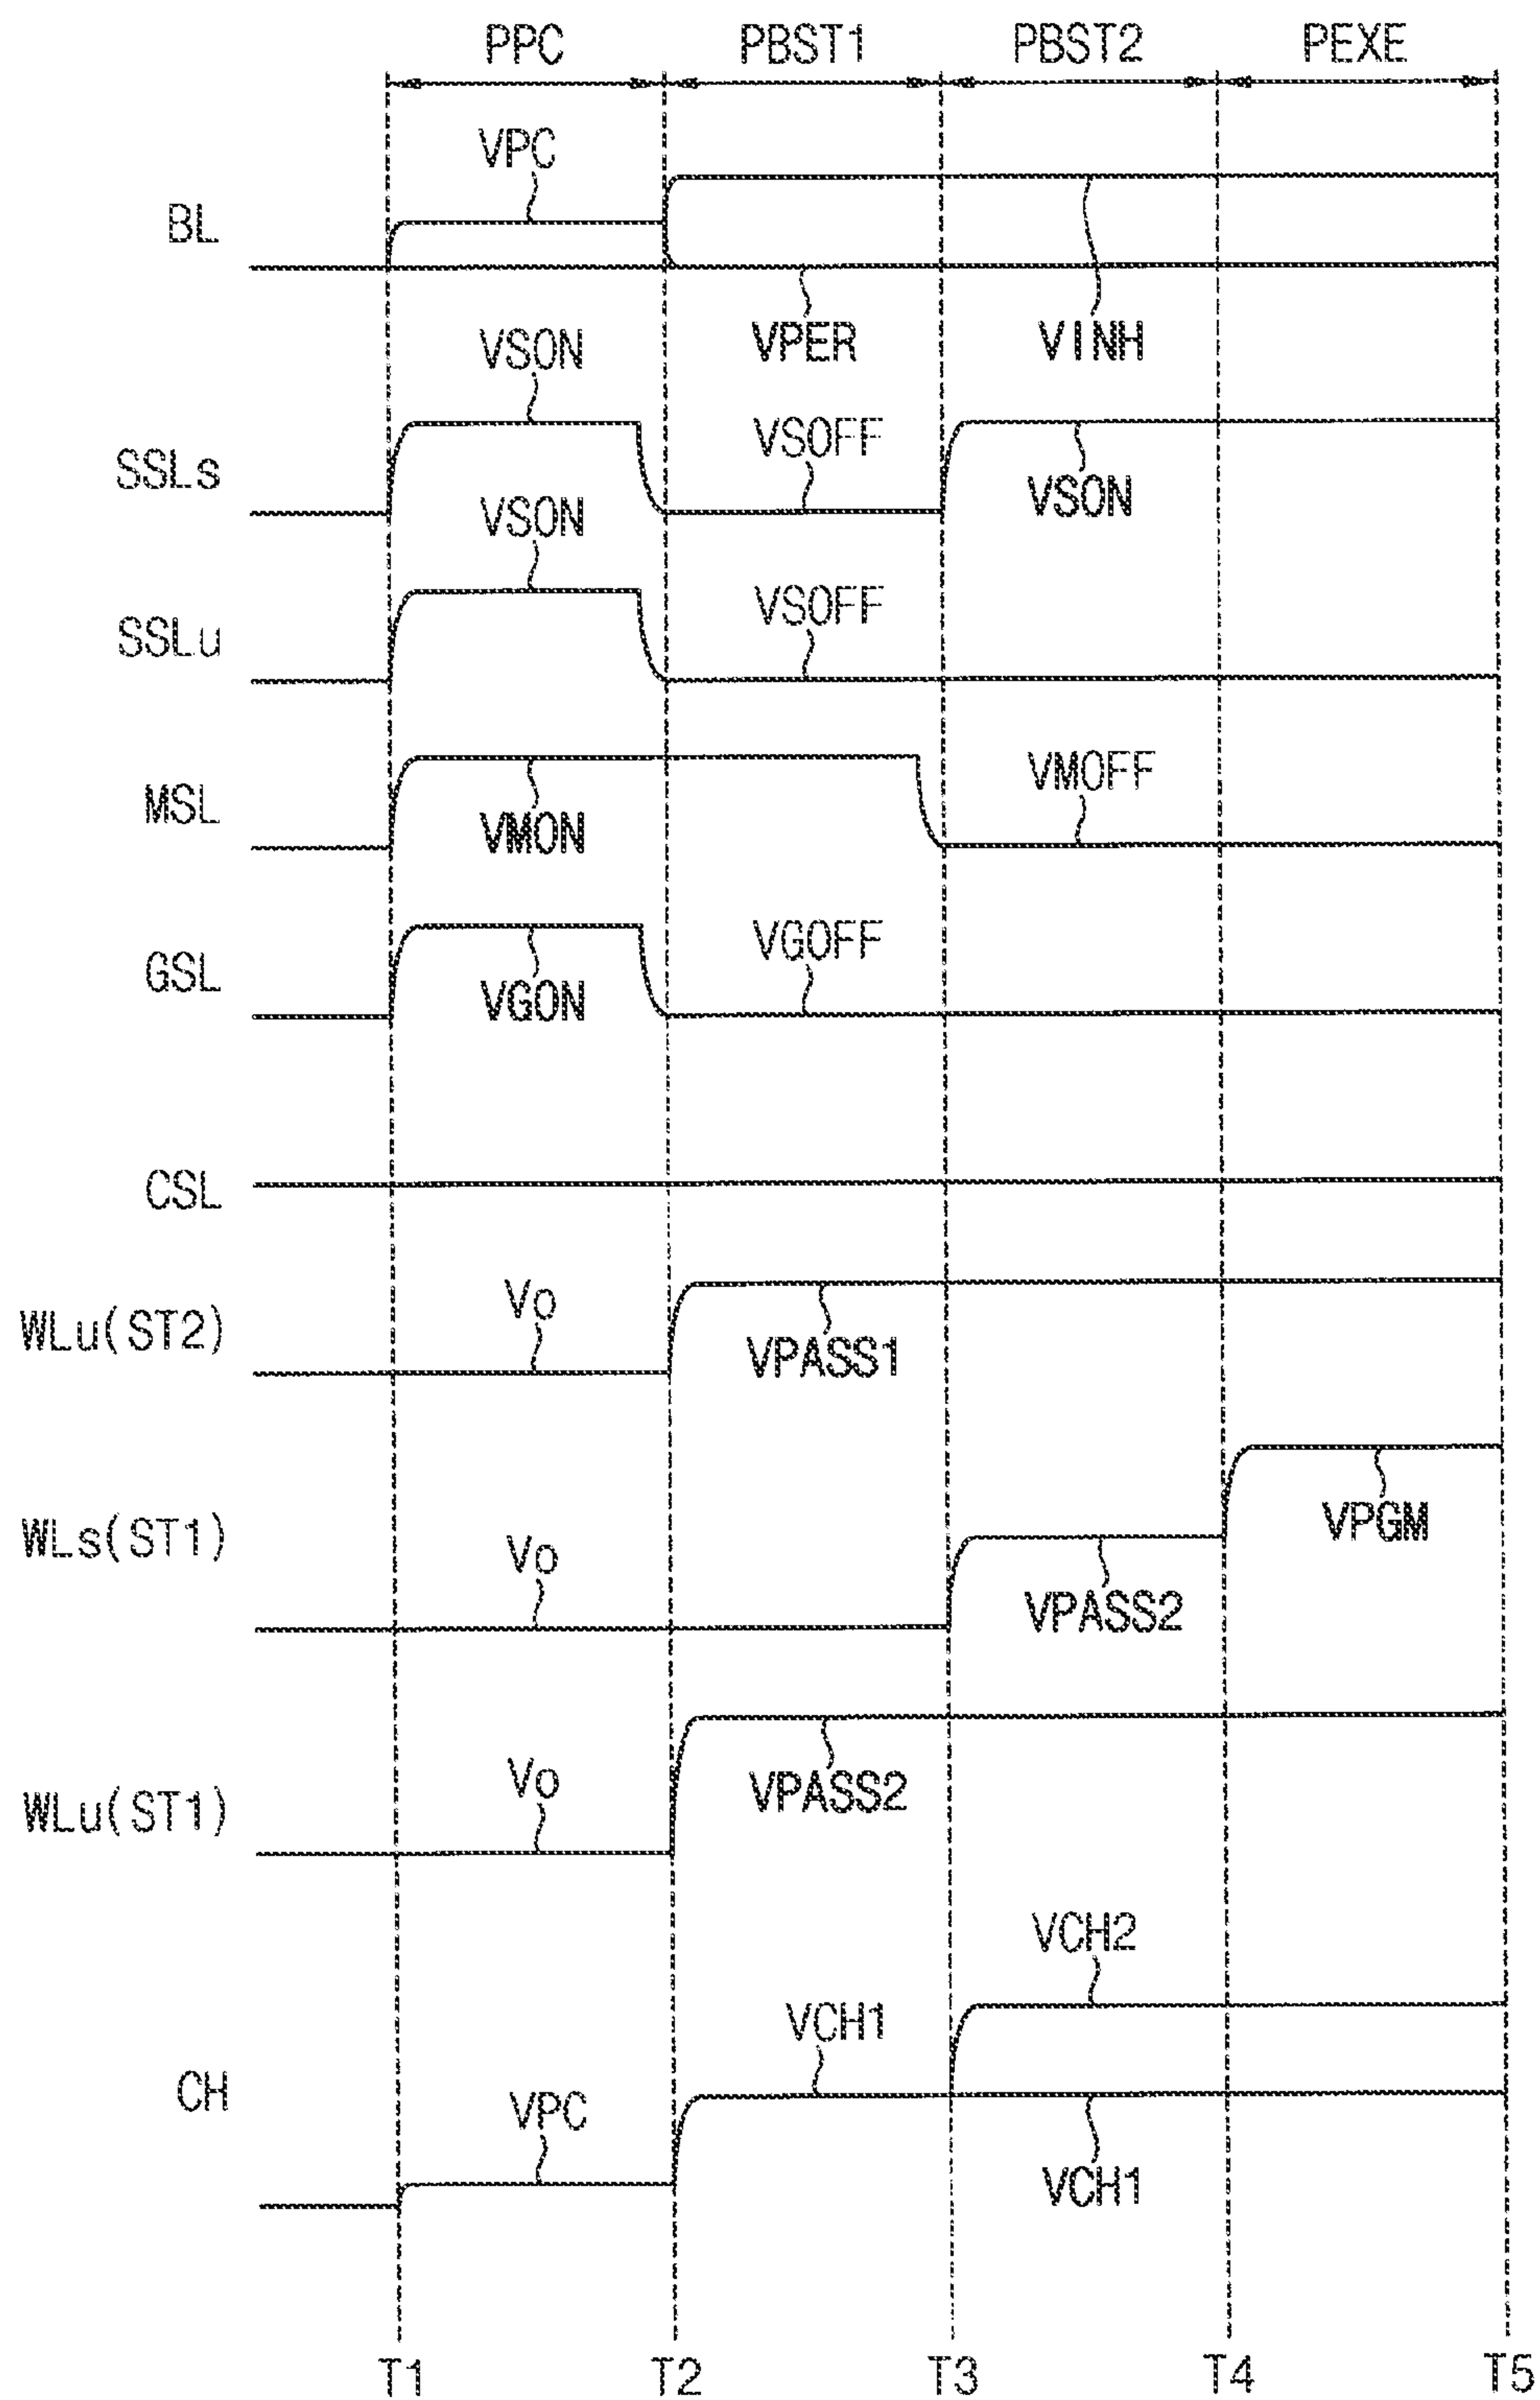 PPC PBST1 PBST2 PEXE
VPC
BL
VPER VINH
VSON
VSOFF
SSLs
VSON
VSON
VSOFF
SSLu
VMOFF
MSL
VMON
VGOFF
GSL
VGON
CSL
Vo
WLu(ST2)
VPASS1
VPGM
WLs(ST1)
Vo
VPASS2
Vo
VPASS2
WLu(ST1)
VCH2
VCH1
CH
VPC
VCH1
T1 T2 T3 T4 T5